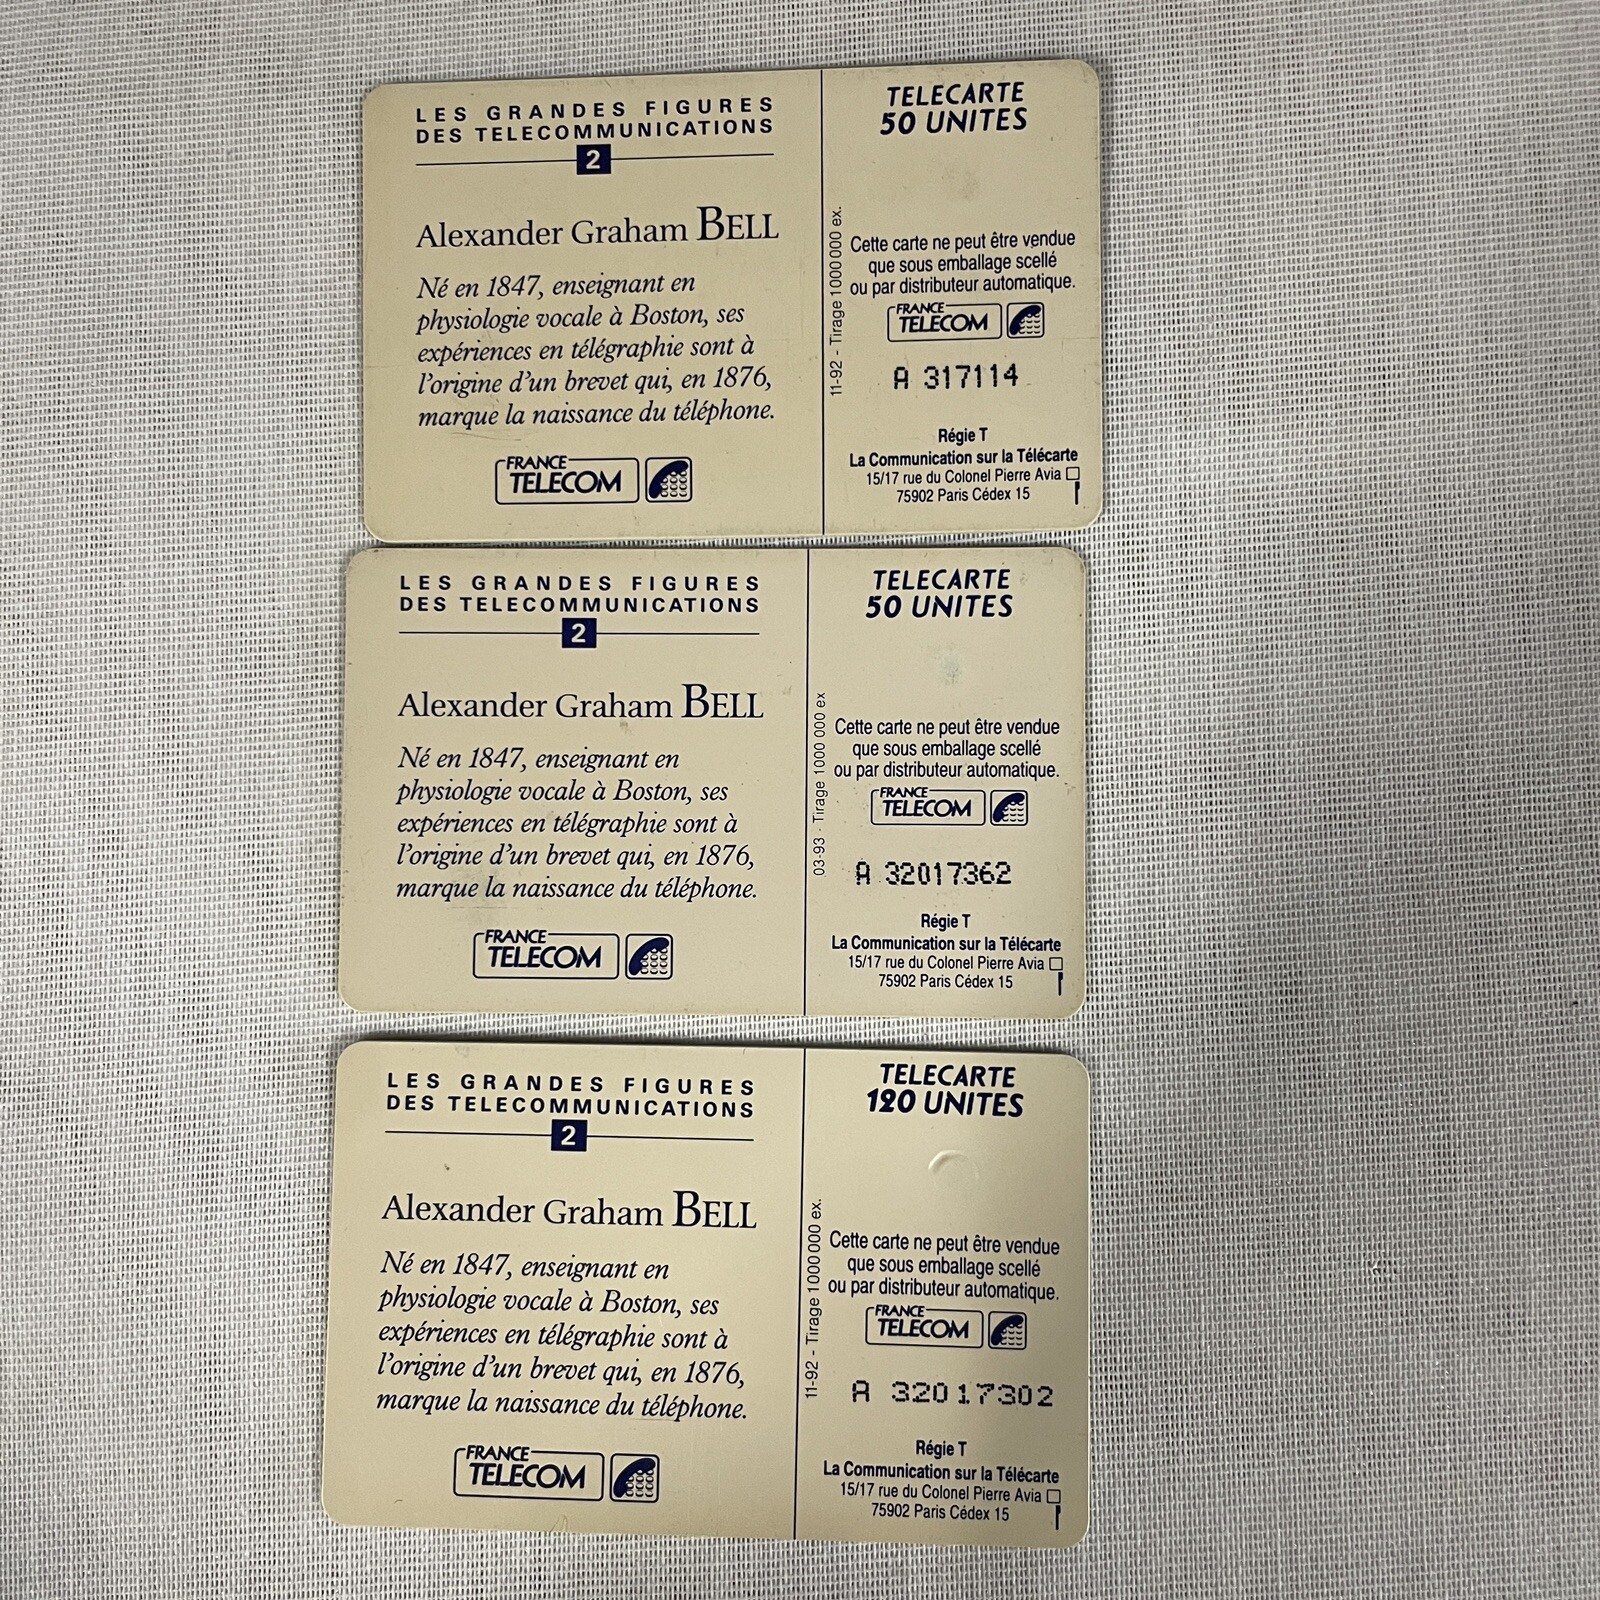 LES GRANDES FIGURES
DES TELECOMMUNICATIONS
2
Alexander Graham BELL
Né en 1847, enseignant en
physiologie vocale à Boston, ses
expériences en télégraphie sont à
l'origine d'un brevet qui, en 1876,
marque la naissance du téléphone.
FRANCE
TELECOM
11-92 - Tirage 1000000 ex.
TELECARTE
50 UNITES
Cette carte ne peut être vendue
que sous emballage scellé
ou par distributeur automatique.
FRANCE
TELECOM
A 317114
Régie T
La Communication sur la Télécarte
15/17 rue du Colonel Pierre Avia
75902 Paris Cédex 15
LES GRANDES FIGURES
DES TELECOMMUNICATIONS
2
Alexander Graham BELL
Né en 1847, enseignant en
physiologie vocale à Boston, ses
expériences en télégraphie sont à
l'origine d'un brevet qui, en 1876,
marque la naissance du téléphone.
FRANCE
TELECOM
03-93 - Tirage 1000 000 ex
TELECARTE
50 UNITES
Cette carte ne peut être vendue
que sous emballage scellé
ou par distributeur automatique.
FRANCE
TELECOM
A 32017362
Régie T
La Communication sur la Télécarte
15/17 rue du Colonel Pierre Avia
75902 Paris Cédex 15
LES GRANDES FIGURES
DES TELECOMMUNICATIONS
2
Alexander Graham BELL
Né en 1847, enseignant en
physiologie vocale à Boston, ses
expériences en télégraphie sont à
l'origine d'un brevet qui, en 1876,
marque la naissance du téléphone.
FRANCE
TELECOM
11-92 - Tirage 1000000 ex.
TELECARTE
120 UNITES
Cette carte ne peut être vendue
que sous emballage scellé
ou par distributeur automatique.
FRANCE
TELECOM
A 32017302
Régie T
La Communication sur la Télécarte
15/17 rue du Colonel Pierre Avia
75902 Paris Cédex 15